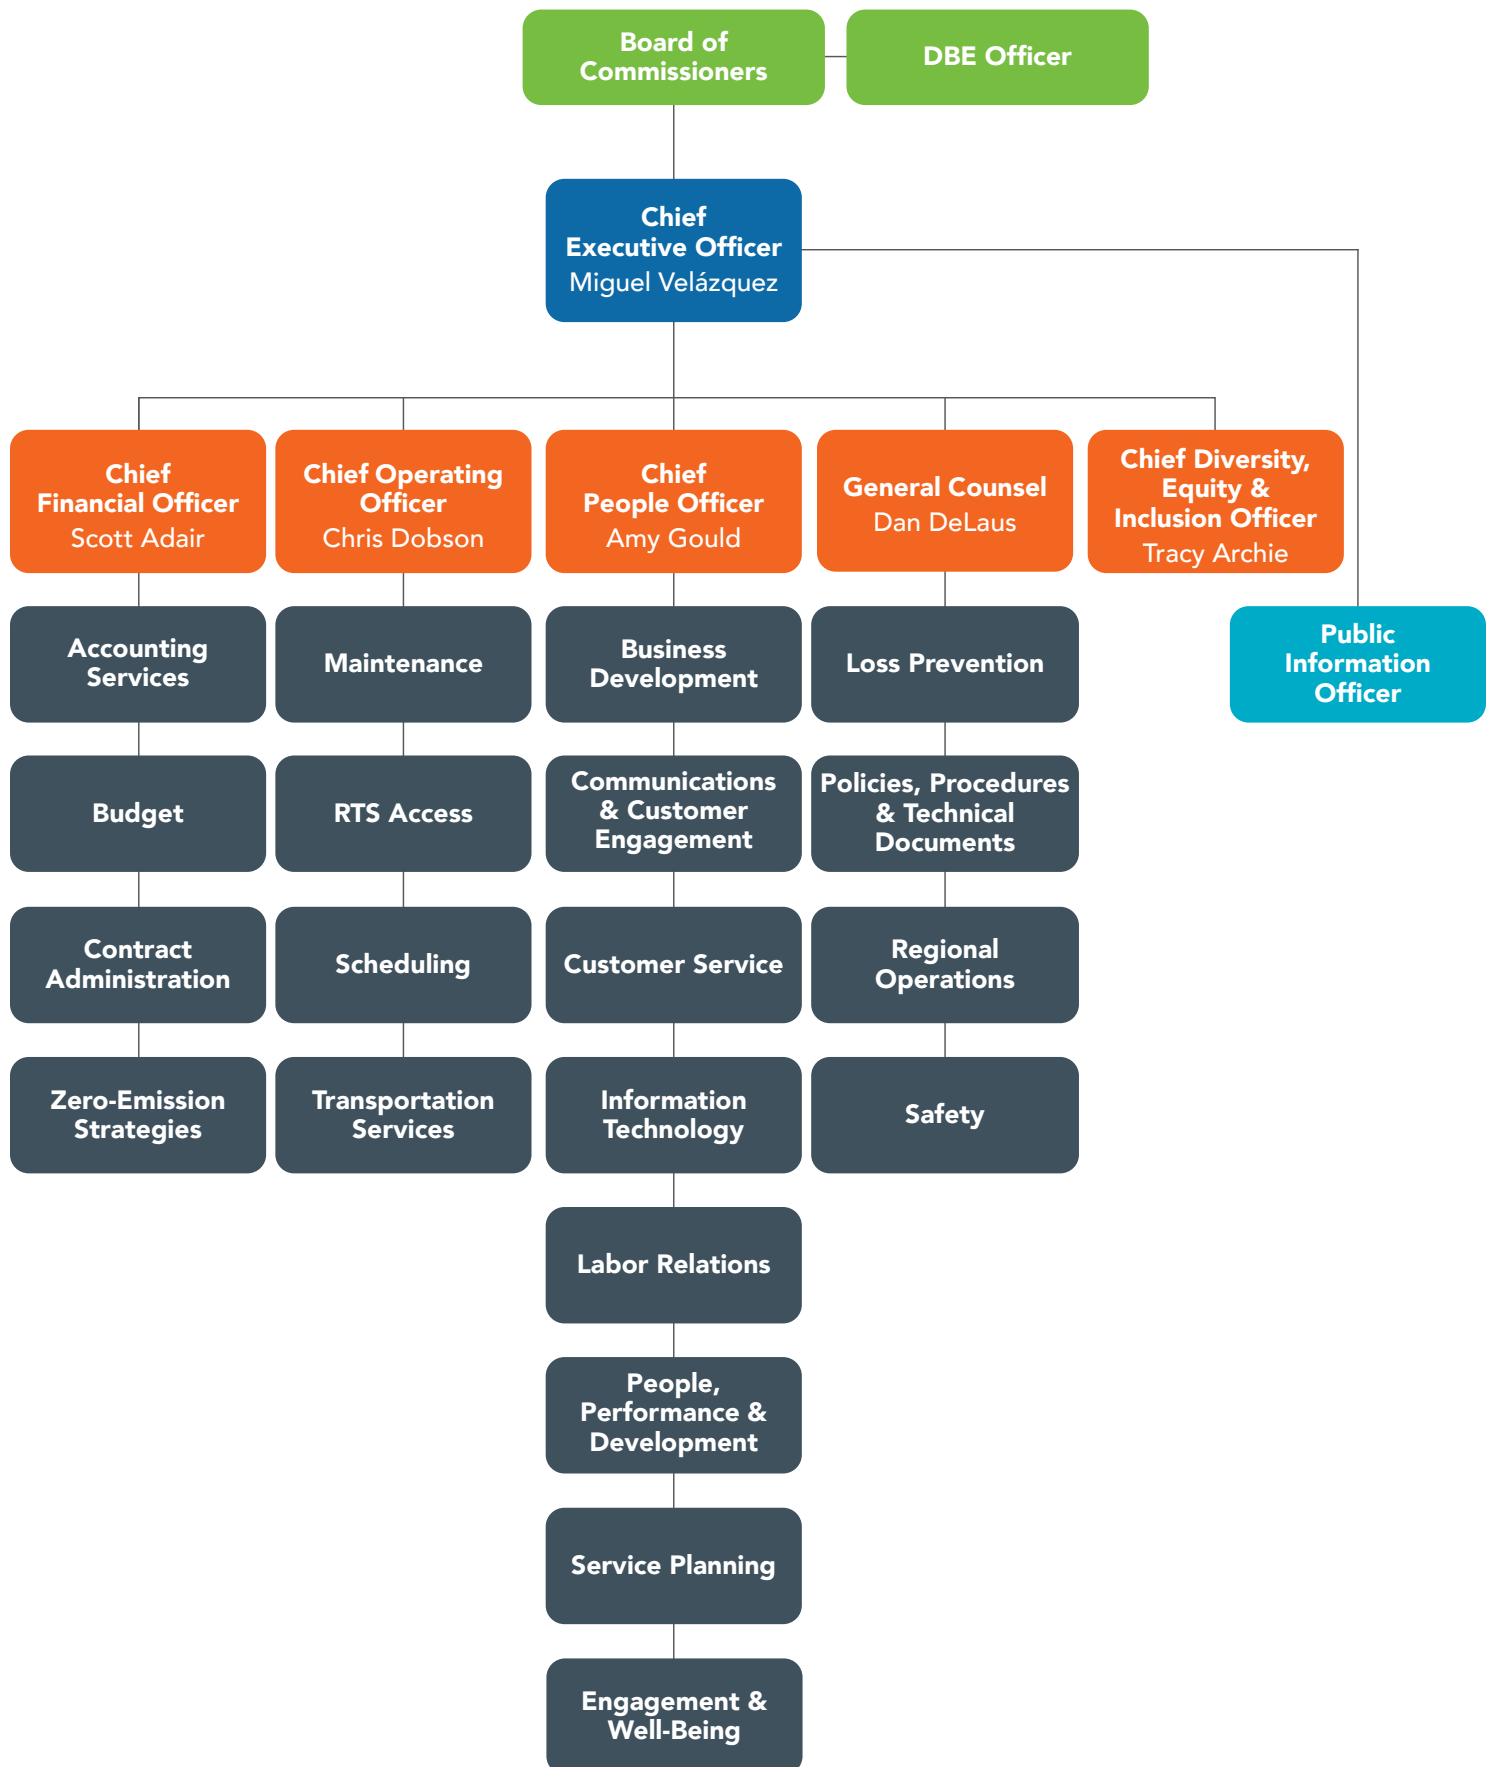 Board of
Commissioners
DBE Officer
Chief
Executive Officer
Miguel Velázquez
Chief
Financial Officer
Scott Adair
Chief Operating
Officer
Chris Dobson
Chief
People Officer
Amy Gould
General Counsel
Dan DeLaus
Chief Diversity,
Equity &
Inclusion Officer
Tracy Archie
Accounting
Services
Maintenance
Business
Development
Loss Prevention
Public
Information
Officer
Budget
RTS Access
Communications
& Customer
Engagement
Policies, Procedures
& Technical
Documents
Contract
Administration
Scheduling
Customer Service
Regional
Operations
Zero-Emission
Strategies
Transportation
Services
Information
Technology
Safety
Labor Relations
People,
Performance &
Development
Service Planning
Engagement &
Well-Being